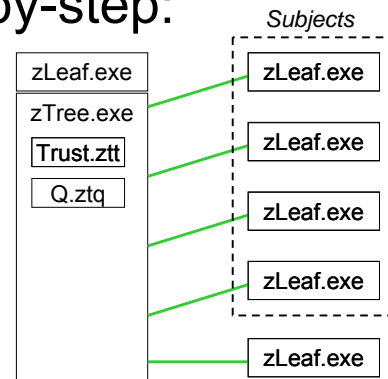 by-step:
Subjects
zLeaf.exe
zTree.exe
Trust.ztt
Q.ztq
zLeaf.exe
zLeaf.exe
zLeaf.exe
zLeaf.exe
zLeaf.exe